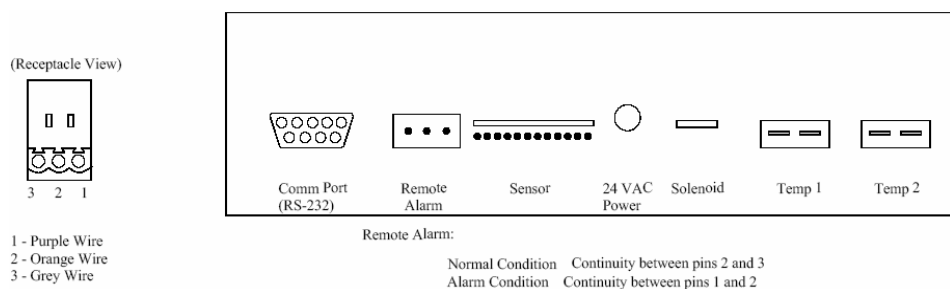 (Receptacle View)
3 2 1
1 - Purple Wire
2 - Orange Wire
3 - Grey Wire
Comm Port
(RS-232)
Remote
Alarm
Sensor
24 VAC
Power
Solenoid
Temp 1
Temp 2
Remote Alarm:
Normal Condition Continuity between pins 2 and 3
Alarm Condition Continuity between pins 1 and 2